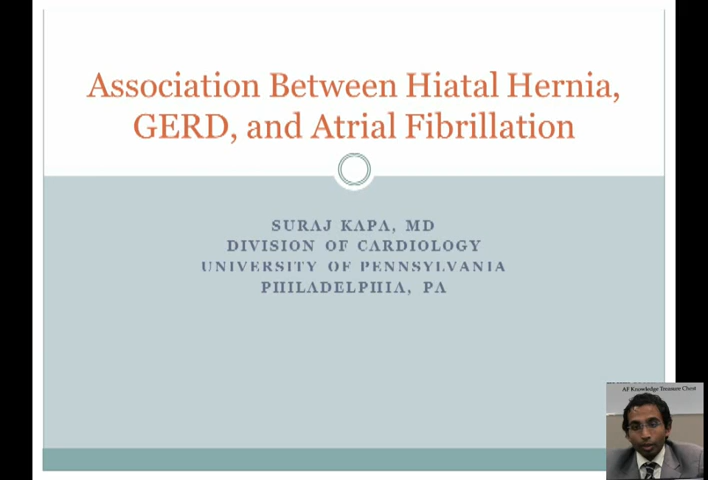 Association Between Hiatal Hernia,
GERD, and Atrial Fibrillation
SURAJ KAPA, MD
DIVISION OF CARDIOLOGY
UNIVERSITY OF PENNSYLVANIA
PHILADELPHIA, PA
AF Knowledge Treasure Chest